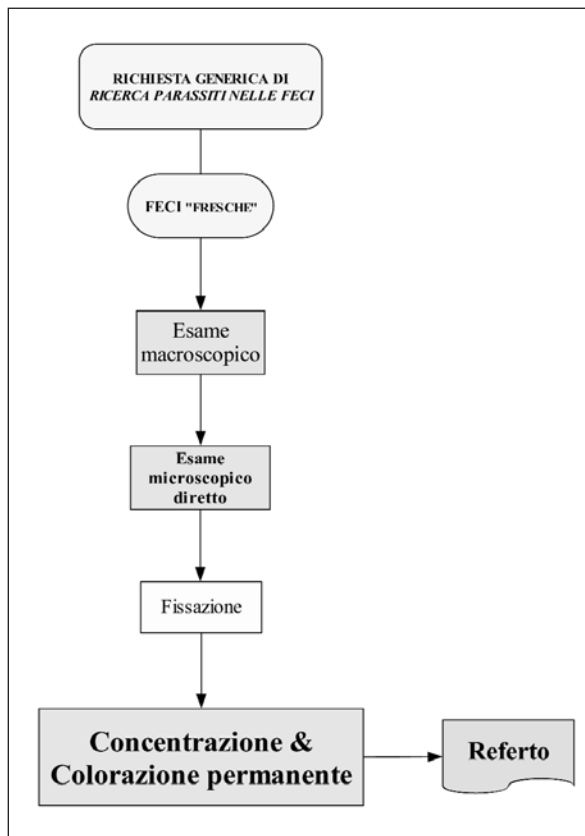 RICHIESTA GENERICA DI
RICERCA PARASSITI NELLE FECI
FECI "FRESCHE"
Esame
macroscopico
Esame
microscopico
diretto
Fissazione
Concentrazione &
Colorazione permanente
Referto